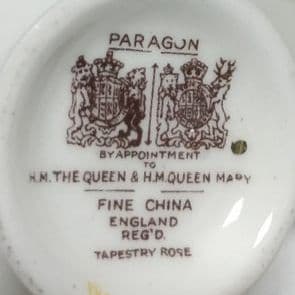 PARAGON
BY APPOINTMENT
TO
H.M. THE QUEEN & H.M. QUEEN MARY
FINE CHINA
ENGLAND
REG'D.
TAPESTRY ROSE